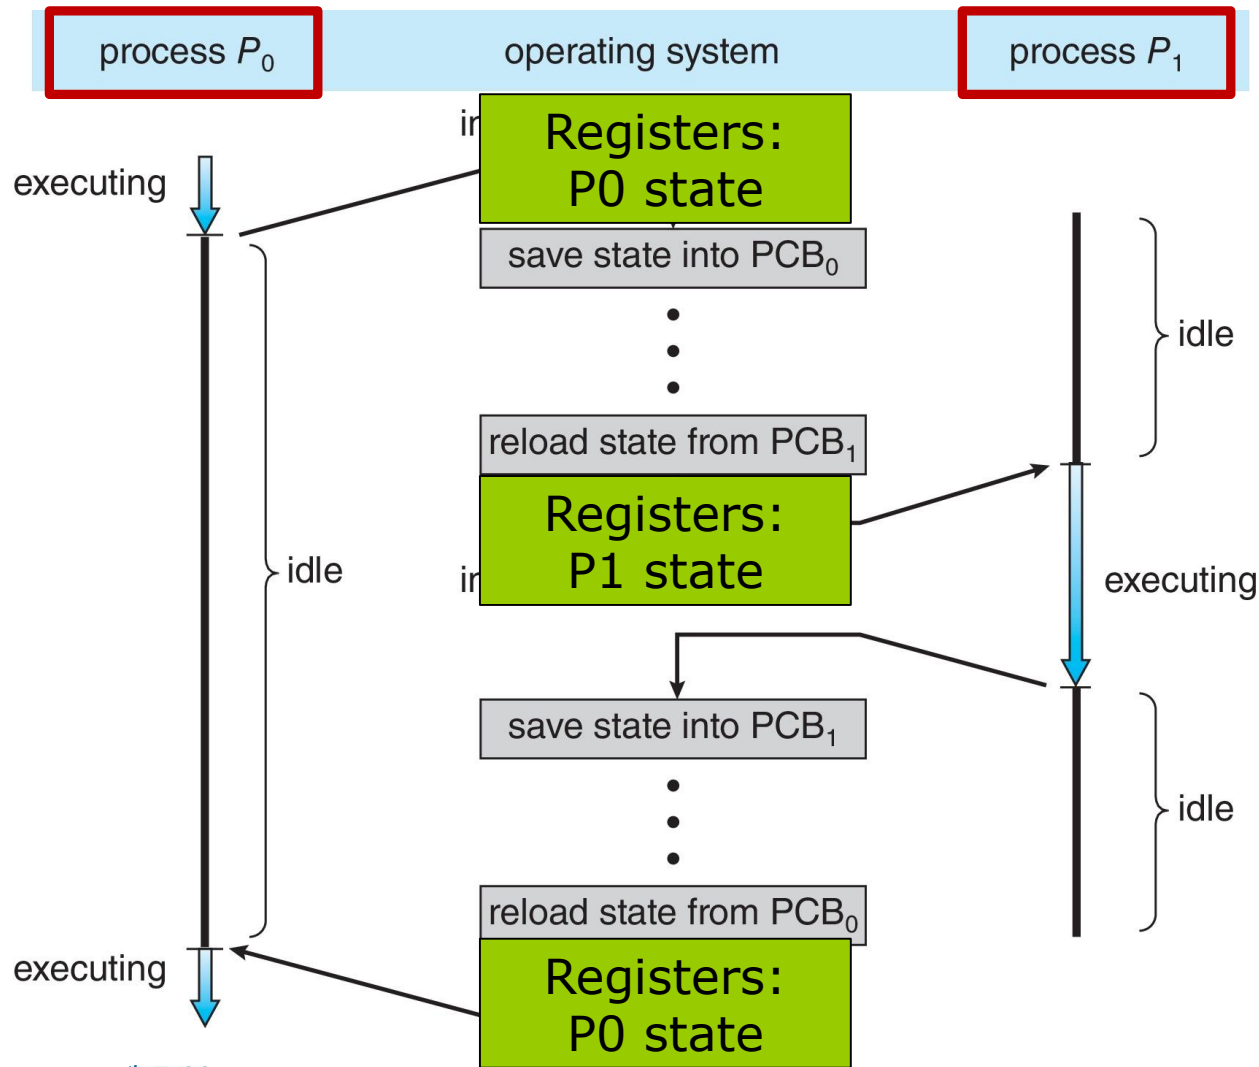 process P₀
operating system
process P₁
Registers:
P0 state
executing
save state into PCB₀
idle
reload state from PCB₁
Registers:
P1 state
idle
executing
save state into PCB₁
idle
reload state from PCB₀
executing
Registers:
P0 state